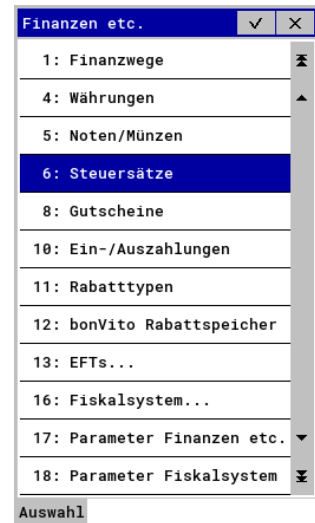 Finanzen etc.
1: Finanzwege
4: Währungen
5: Noten/Münzen
6: Steuersätze
8: Gutscheine
10: Ein-/Auszahlungen
11: Rabatttypen
12: bonVito Rabattspeicher
13: EFTs...
16: Fiskalsystem...
17: Parameter Finanzen etc.
18: Parameter Fiskalsystem
Auswahl